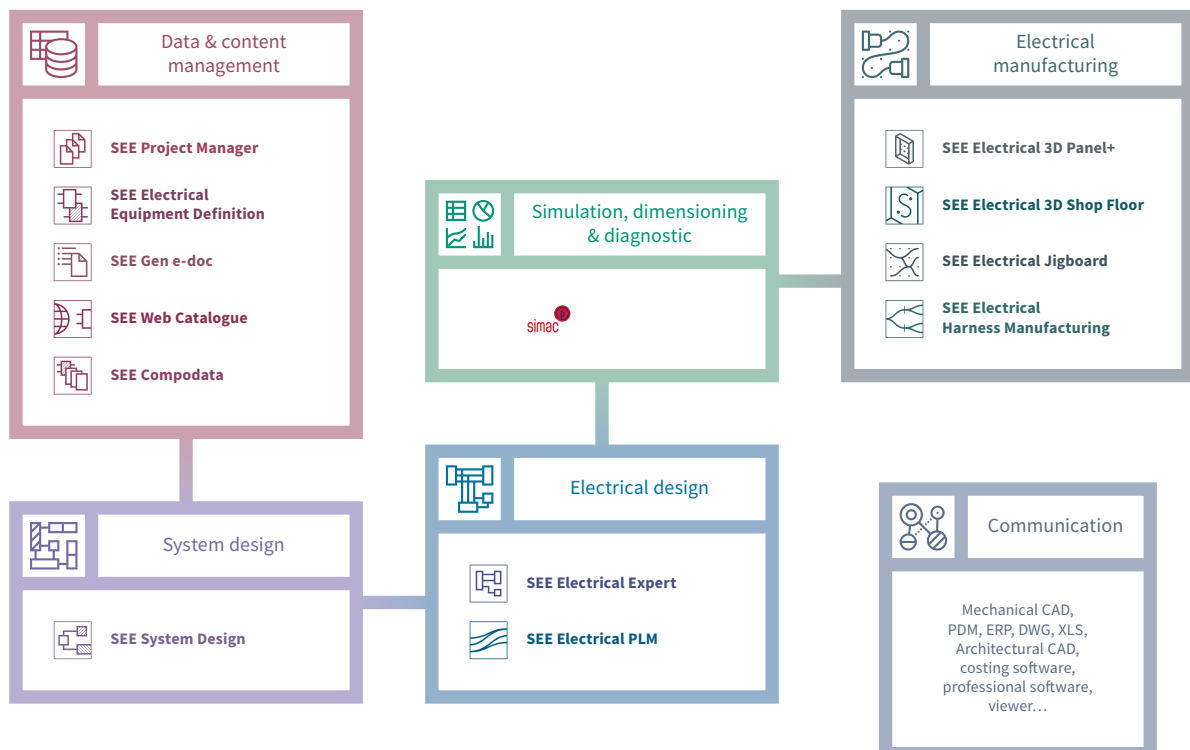 Data & content
management
SEE Project Manager
SEE Electrical
Equipment Definition
SEE Gen e-doc
SEE Web Catalogue
SEE Compodata
System design
SEE System Design
Simulation, dimensioning
& diagnostic
simac
p
Electrical design
SEE Electrical Expert
SEE Electrical PLM
Electrical
manufacturing
SEE Electrical 3D Panel+
SEE Electrical 3D Shop Floor
SEE Electrical Jigboard
SEE Electrical
Harness Manufacturing
Communication
Mechanical CAD,
PDM, ERP, DWG, XLS,
Architectural CAD,
costing software,
professional software,
viewer…